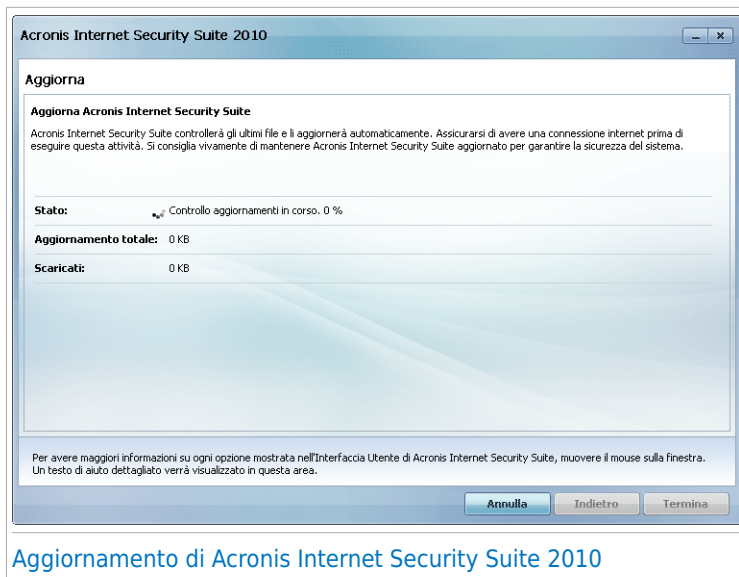 Acronis Internet Security Suite 2010
Aggiorna
Aggiorna Acronis Internet Security Suite
Acronis Internet Security Suite controllerà gli ultimi file e li aggiornerà automaticamente. Assicurarsi di avere una connessione internet prima di
eseguire questa attività. Si consiglia vivamente di mantenere Acronis Internet Security Suite aggiornato per garantire la sicurezza del sistema.
Stato: Controllo aggiornamenti in corso. 0 %
Aggiornamento totale: 0 KB
Scaricati: 0 KB
Per avere maggiori informazioni su ogni opzione mostrata nell'Interfaccia Utente di Acronis Internet Security Suite, muovere il mouse sulla finestra.
Un testo di aiuto dettagliato verrà visualizzato in questa area.
Annulla Indietro Termina
Aggiornamento di Acronis Internet Security Suite 2010